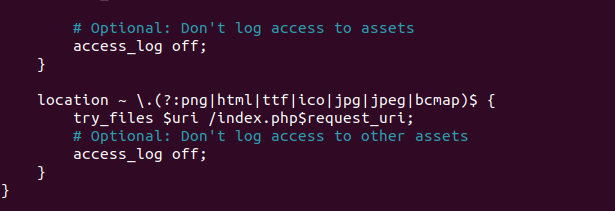 # Optional: Don't log access to assets
access_log off;
}
location ~ \.(?:png|html|ttf|ico|jpg|jpeg|bcmap)$ {
try_files $uri /index.php$request_uri;
# Optional: Don't log access to other assets
access_log off;
}
}